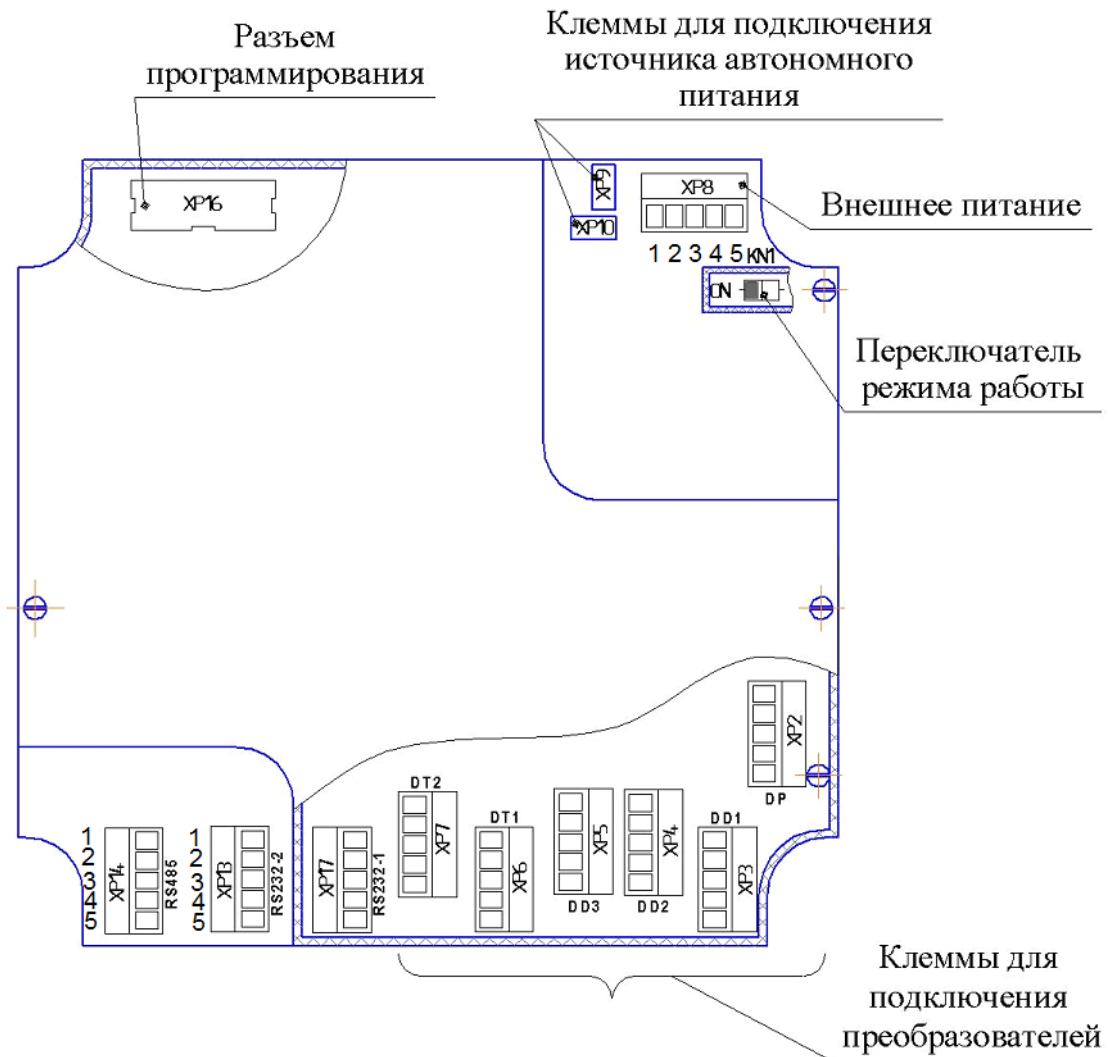 Разъем
программирования
Клеммы для подключения
источника автономного
питания
XP16
XP9
XP8
XP10
Внешнее питание
1 2 3 4 5 KN1
ON
Переключатель
режима работы
XP2
DP
DT2
XP7
DT1
XP6
XP5
DD3
XP4
DD2
DD1
XP3
1
2
3
4
5
XP14
RS485
1
2
3
4
5
XP13
RS232-2
XP17
RS232-1
Клеммы для
подключения
преобразователей